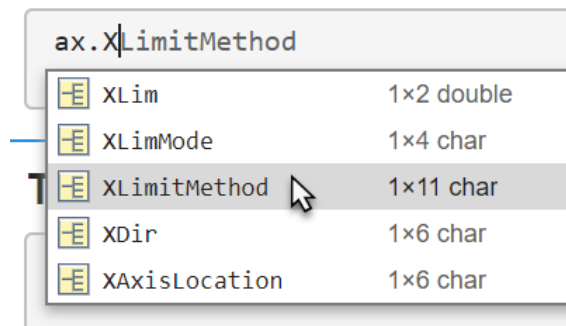 ax.XLimitMethod
XLim 1×2 double
XLimMode 1×4 char
XLimitMethod 1×11 char
XDir 1×6 char
XAxisLocation 1×6 char